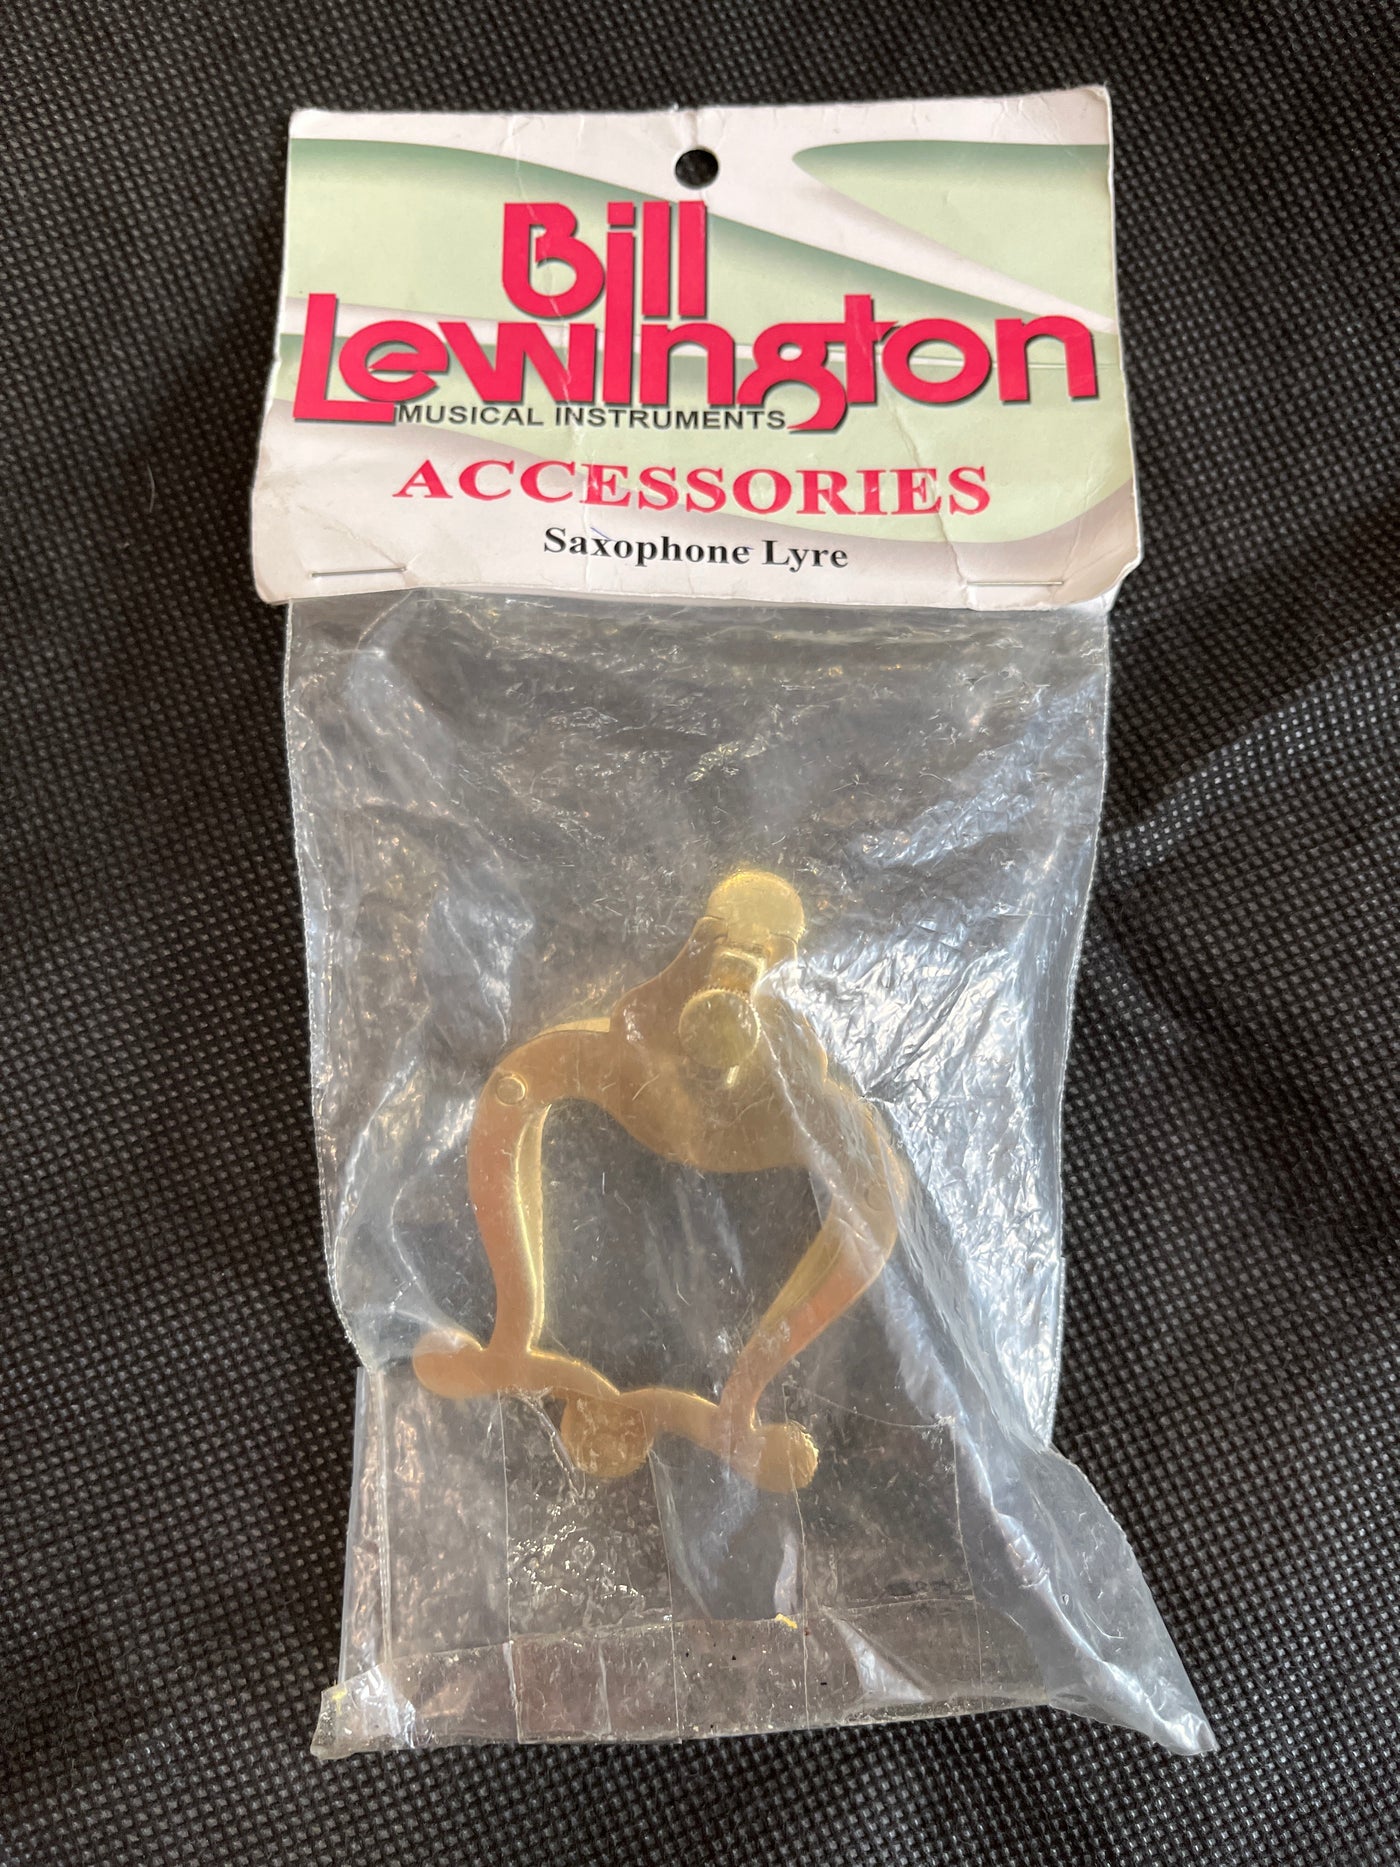 Bill
Lewington
MUSICAL INSTRUMENTS
ACCESSORIES
Saxophone Lyre